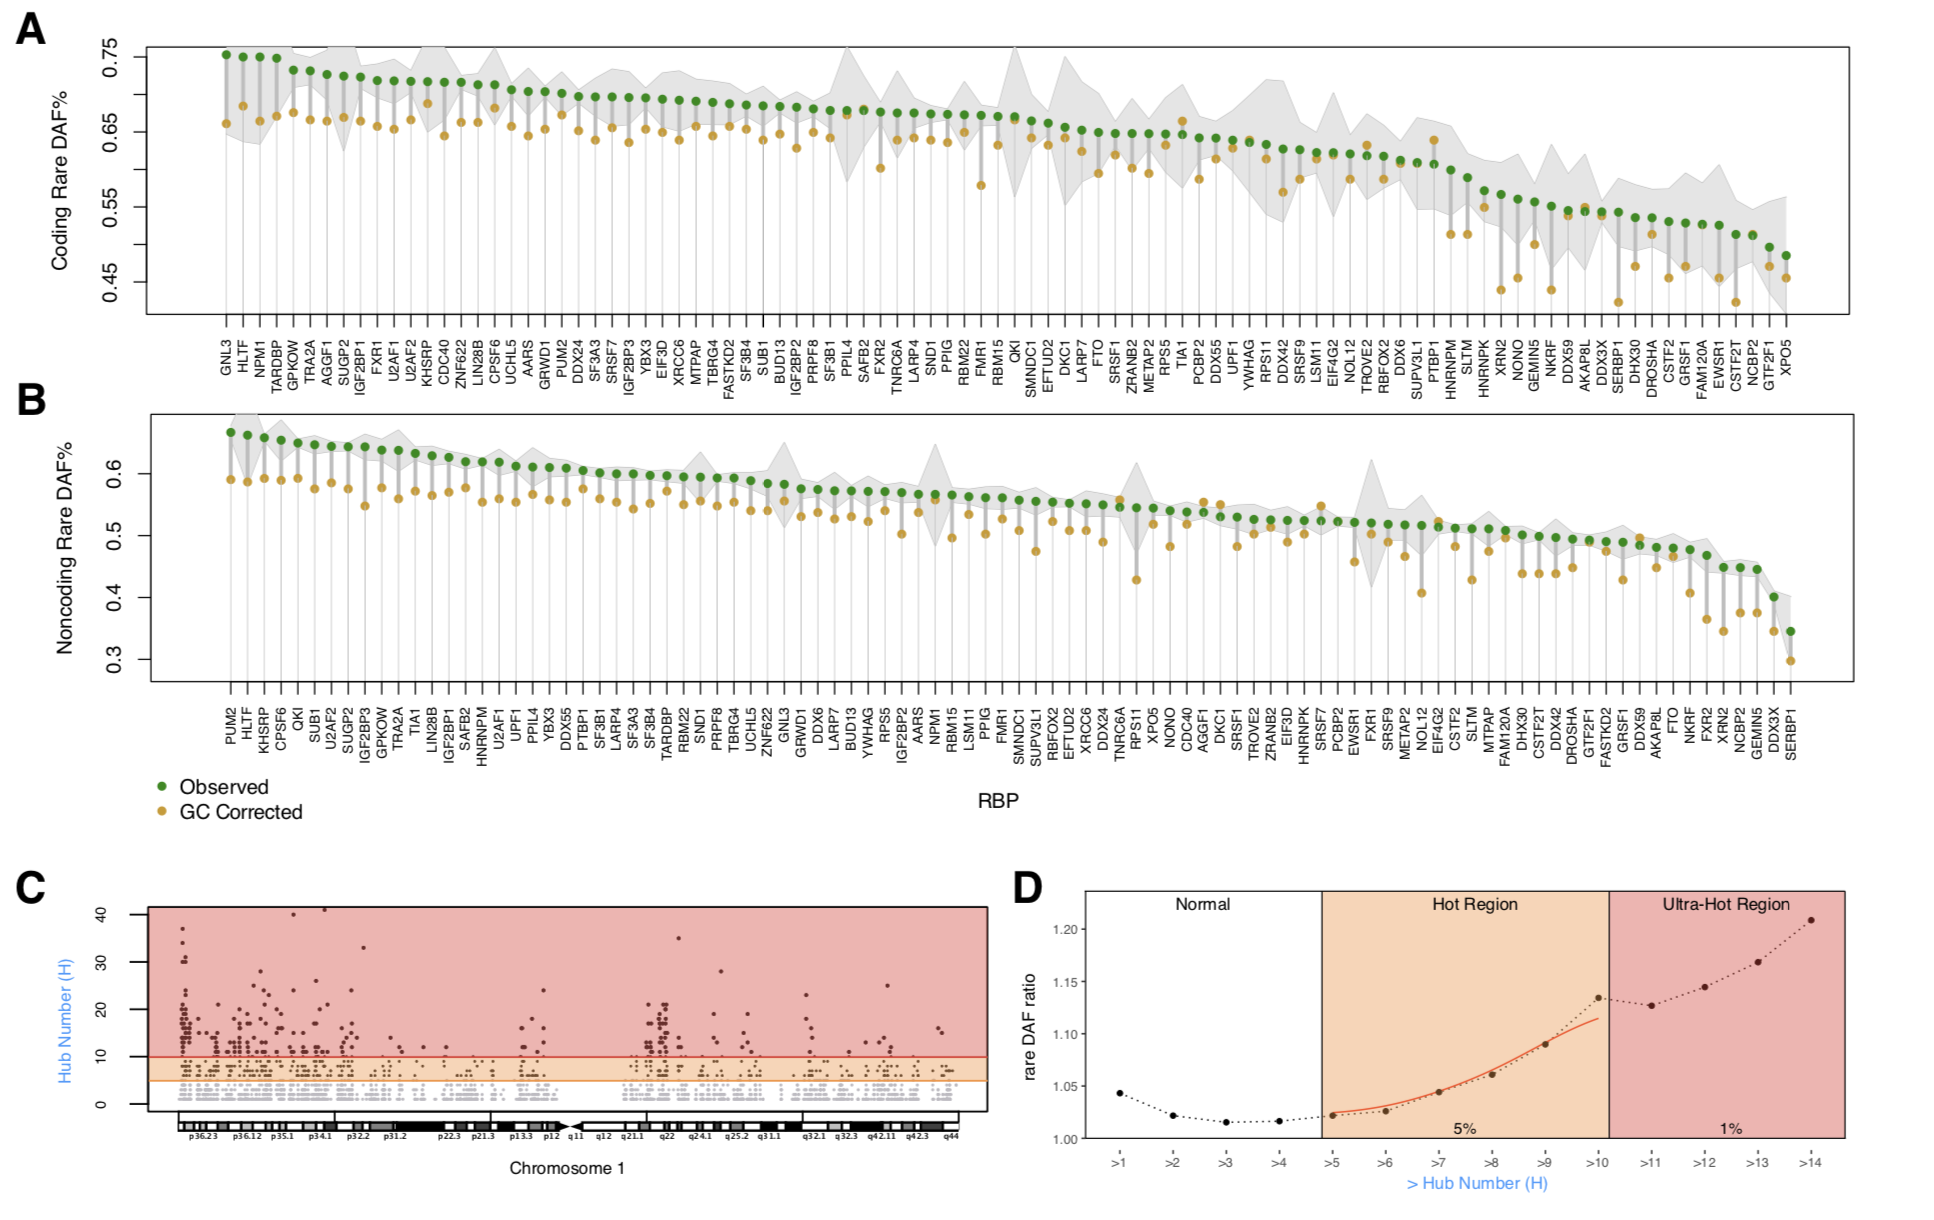 A
Coding Rare DAF%
0.75
0.65
0.55
0.45
GNL3 HLTF NPM1 TARDBP GPKOW TRA2A AGGF1 SUGP2 IGF2BP1 FXR1 U2AF1 U2AF2 KHSRP CDC40 ZNF622 LIN28B CPSF6 UCHL5 AARS GRWD1 PUM2 DDX24 SF3A3 SRSF7 IGF2BP3 YBX3 EIF3D XRCC6 MTPAP TBRG4 FASTKD2 SF3B4 SUB1 BUD13 IGF2BP2 PRPF8 SF3B1 PPIL4 SAFB2 FXR2 TNRC6A LARP4 SND1 PPIG RBM22 FMR1 RBM15 QKI SMNDC1 EFTUD2 DKC1 LARP7 FTO SRSF1 ZRANB2 METAP2 RPS5 TIA1 PCBP2 DDX55 UPF1 YWHAG RPS11 DDX42 SRSF9 LSM11 EIF4G2 NOL12 TROVE2 RBFOX2 DDX6 SUPV3L1 PTBP1 HNRNPM SLTM HNRNPK XRN2 NONO GEMIN5 NKRF DDX59 AKAP8L DDX3X SERBP1 DHX30 DROSHA CSTF2 GRSF1 FAM120A EWSR1 CSTF2T NCBP2 GTF2F1 XPO5
B
Noncoding Rare DAF%
0.6
0.5
0.4
0.3
PUM2 HLTF KHSRP CPSF6 QKI SUB1 U2AF2 SUGP2 IGF2BP3 GPKOW TRA2A TIA1 LIN28B IGF2BP1 SAFB2 HNRNPM U2AF1 UPF1 PPIL4 YBX3 DDX55 PTBP1 SF3B1 LARP4 SF3A3 SF3B4 TARDBP RBM22 SND1 PRPF8 TBRG4 UCHL5 ZNF622 GNL3 GRWD1 DDX6 LARP7 BUD13 YWHAG RPS5 IGF2BP2 AARS NPM1 RBM15 LSM11 PPIG FMR1 SMNDC1 SUPV3L1 RBFOX2 EFTUD2 XRCC6 DDX24 TNRC6A RPS11 XPO5 NONO CDC40 AGGF1 DKC1 SRSF1 TROVE2 ZRANB2 EIF3D HNRNPK SRSF7 PCBP2 EWSR1 FXR1 SRSF9 METAP2 NOL12 EIF4G2 CSTF2 SLTM MTPAP FAM120A DHX30 CSTF2T DDX42 DROSHA GTF2F1 FASTKD2 GRSF1 DDX59 AKAP8L FTO NKRF FXR2 XRN2 NCBP2 GEMIN5 DDX3X SERBP1
Observed
GC Corrected
RBP
C
Hub Number (H)
40
30
20
10
0
p36.23 p36.12 p35.1 p34.1 p32.2 p31.2 p22.3 p21.3 p13.3 p12 q11 q12 q21.1 q22 q24.1 q25.2 q31.1 q32.1 q32.3 q42.11 q42.3 q44
Chromosome 1
D
Normal Hot Region Ultra-Hot Region
rare DAF ratio
1.20
1.15
1.10
1.05
1.00
5% 1%
>1 >2 >3 >4 >5 >6 >7 >8 >9 >10 >11 >12 >13 >14
> Hub Number (H)